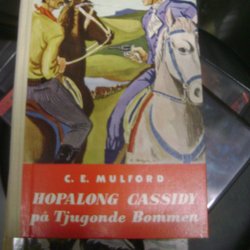 C. E. MULFORD
HOPALONG CASSIDY
på Tjugonde Bommen